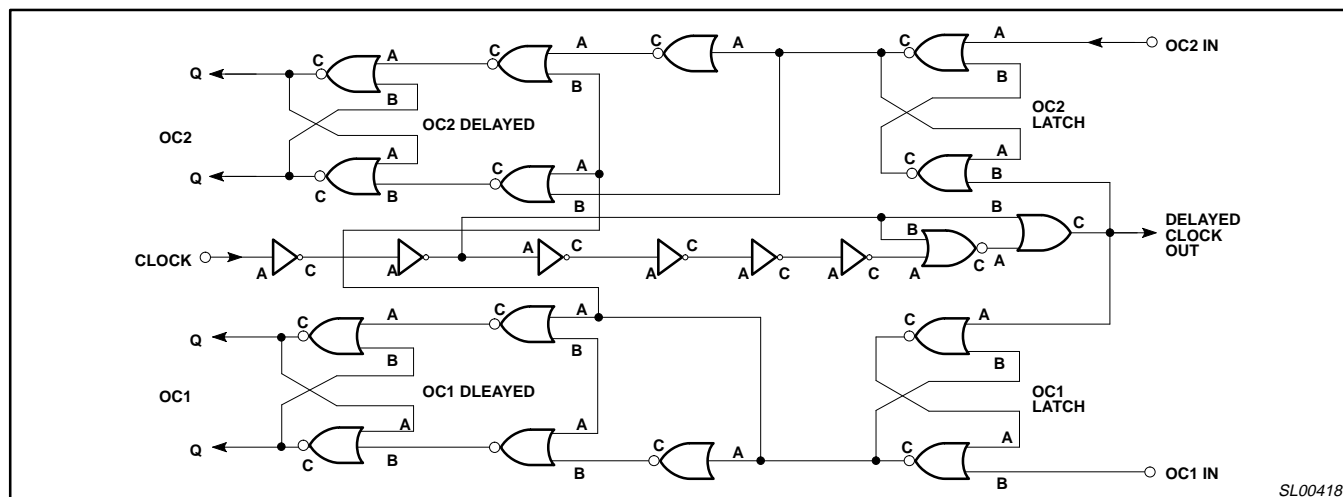 C A C A C A C A OC2 IN
Q
B B B
OC2 OC2 DELAYED OC2 LATCH
A A C A
Q C B C B B
B B C DELAYED CLOCK OUT
CLOCK A C A A C A C A C A C A C A
Q C A C A C A
B B B
OC1 OC1 DLEAYED OC1 LATCH
A A A
Q C B C B C A C B OC1 IN
SL00418